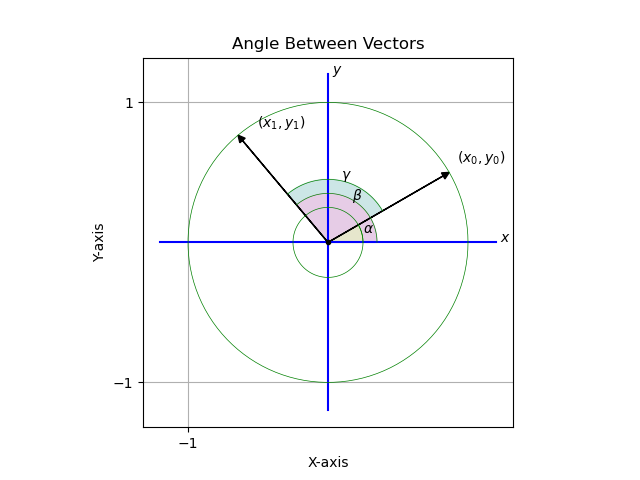 Angle Between Vectors
y
1
(x₁, y₁)
(x₀, y₀)
γ
β
α
x
Y-axis
−1
−1
X-axis